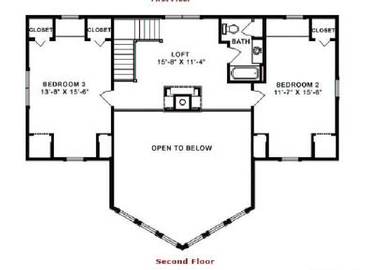 First Floor
CLOSET
CLOSET
CLOSET
BATH
LOFT
15'-8" X 11'-4"
BEDROOM 3
13'-8" X 15'-6"
BEDROOM 2
11'-7" X 15'-6"
OPEN TO BELOW
Second Floor